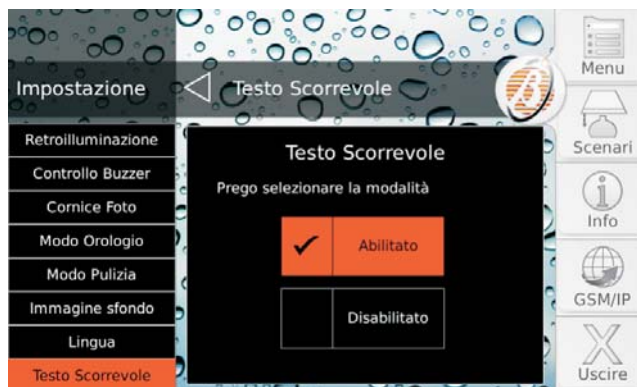 Impostazione
Testo Scorrevole
Menu
Scenari
Info
GSM/IP
Uscire
Retroilluminazione
Controllo Buzzer
Cornice Foto
Modo Orologio
Modo Pulizia
Immagine sfondo
Lingua
Testo Scorrevole
Testo Scorrevole
Prego selezionare la modalità
Abilitato
Disabilitato